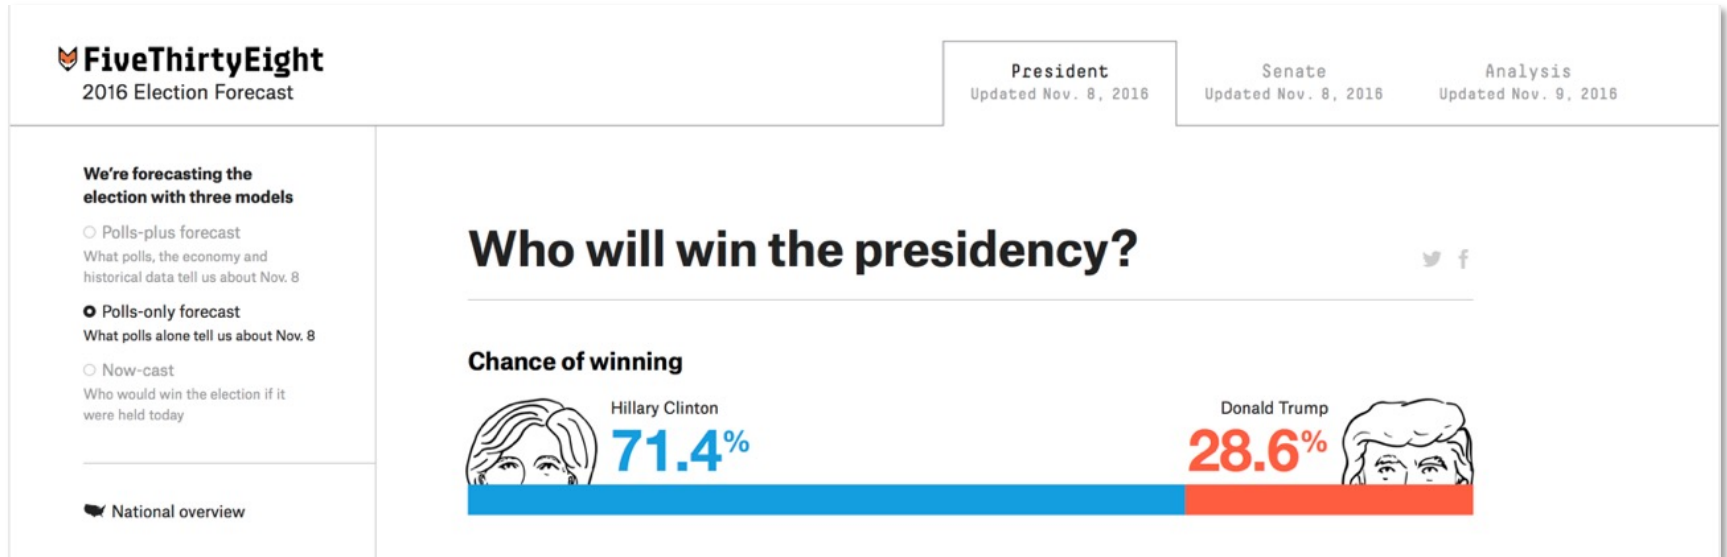 FiveThirtyEight
2016 Election Forecast
President
Updated Nov. 8, 2016
Senate
Updated Nov. 8, 2016
Analysis
Updated Nov. 9, 2016
We're forecasting the
election with three models
Polls-plus forecast
What polls, the economy and
historical data tell us about Nov. 8
Polls-only forecast
What polls alone tell us about Nov. 8
Now-cast
Who would win the election if it
were held today
National overview
Who will win the presidency?
Chance of winning
Hillary Clinton
71.4%
Donald Trump
28.6%